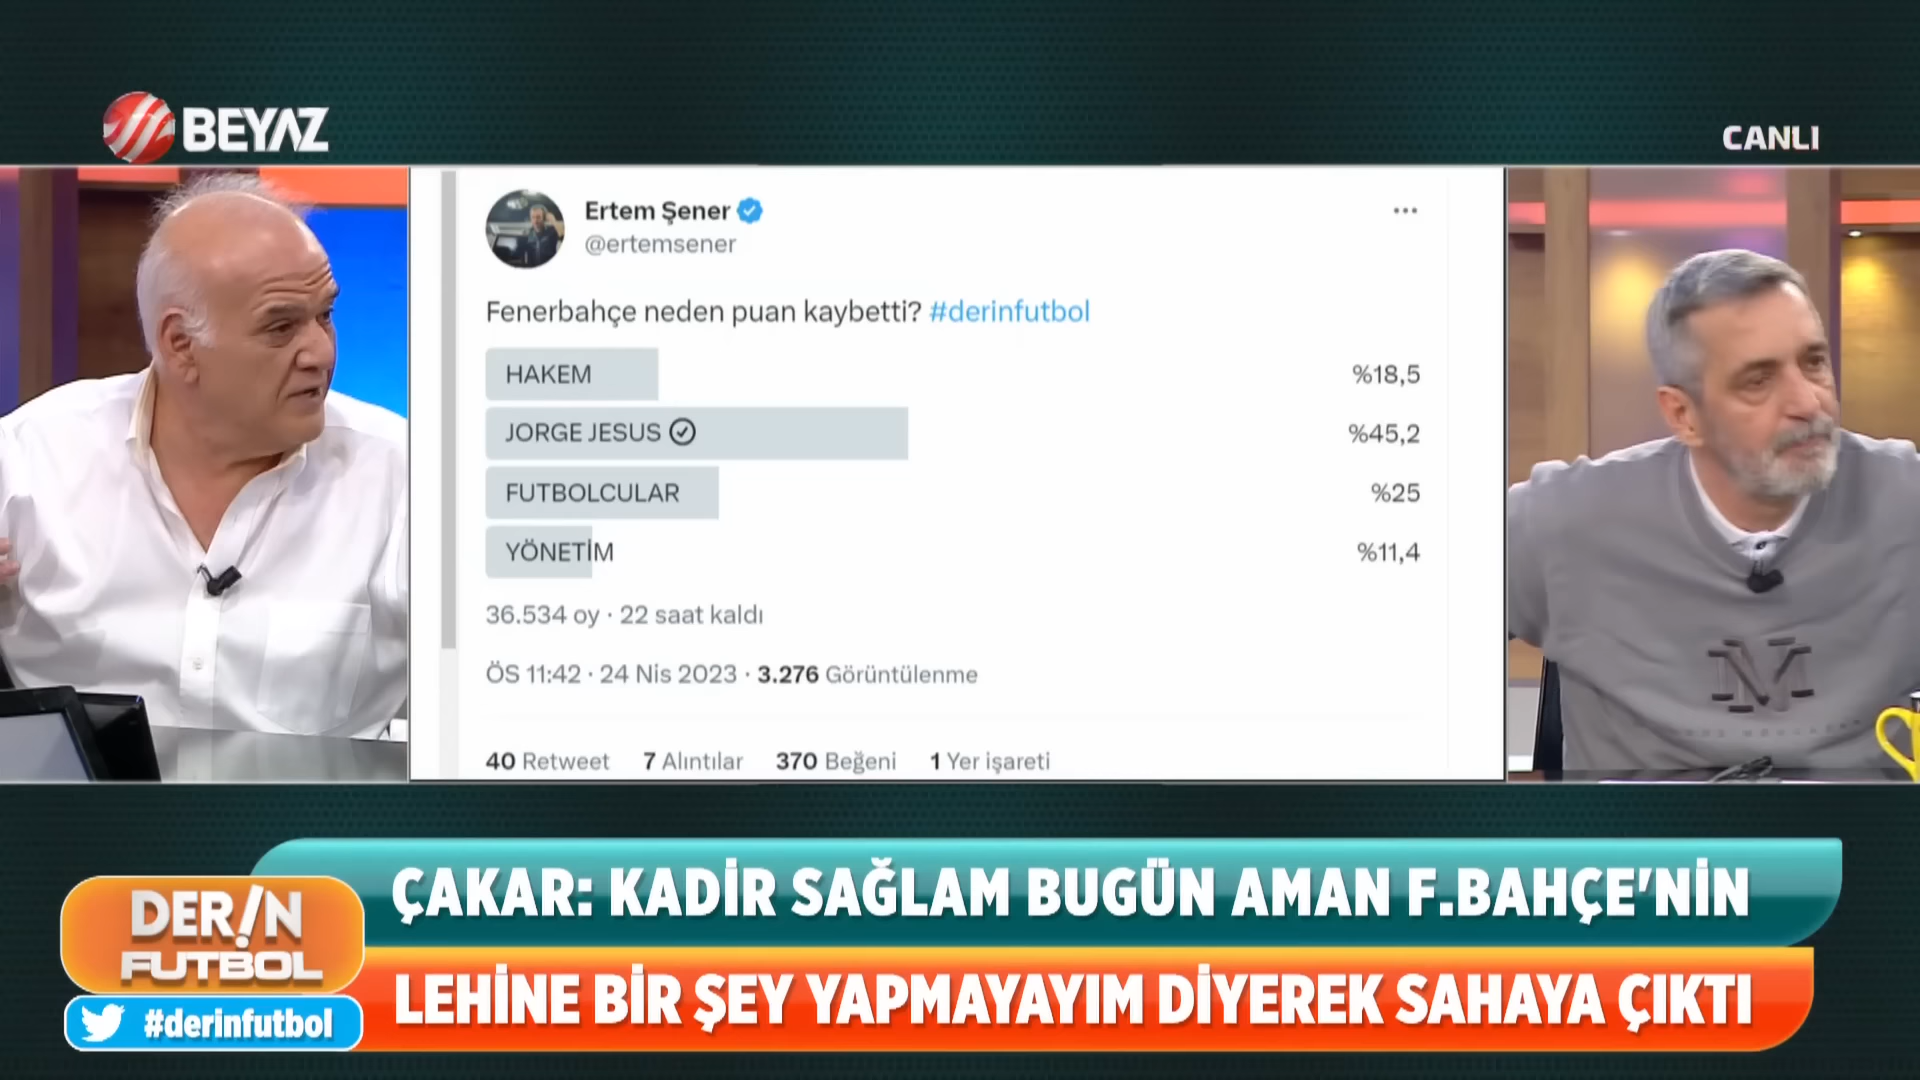 BEYAZ
CANLI
Ertem Şener
@ertemsener
Fenerbahçe neden puan kaybetti? #derinfutbol
HAKEM %18,5
JORGE JESUS %45,2
FUTBOLCULAR %25
YÖNETİM %11,4
36.534 oy · 22 saat kaldı
ÖS 11:42 · 24 Nis 2023 · 3.276 Görüntülenme
40 Retweet 7 Alıntılar 370 Beğeni 1 Yer işareti
ÇAKAR: KADİR SAĞLAM BUGÜN AMAN F.BAHÇE'NİN
LEHİNE BİR ŞEY YAPMAYAYIM DİYEREK SAHAYA ÇIKTI
DER!N
FUTBOL
#derinfutbol